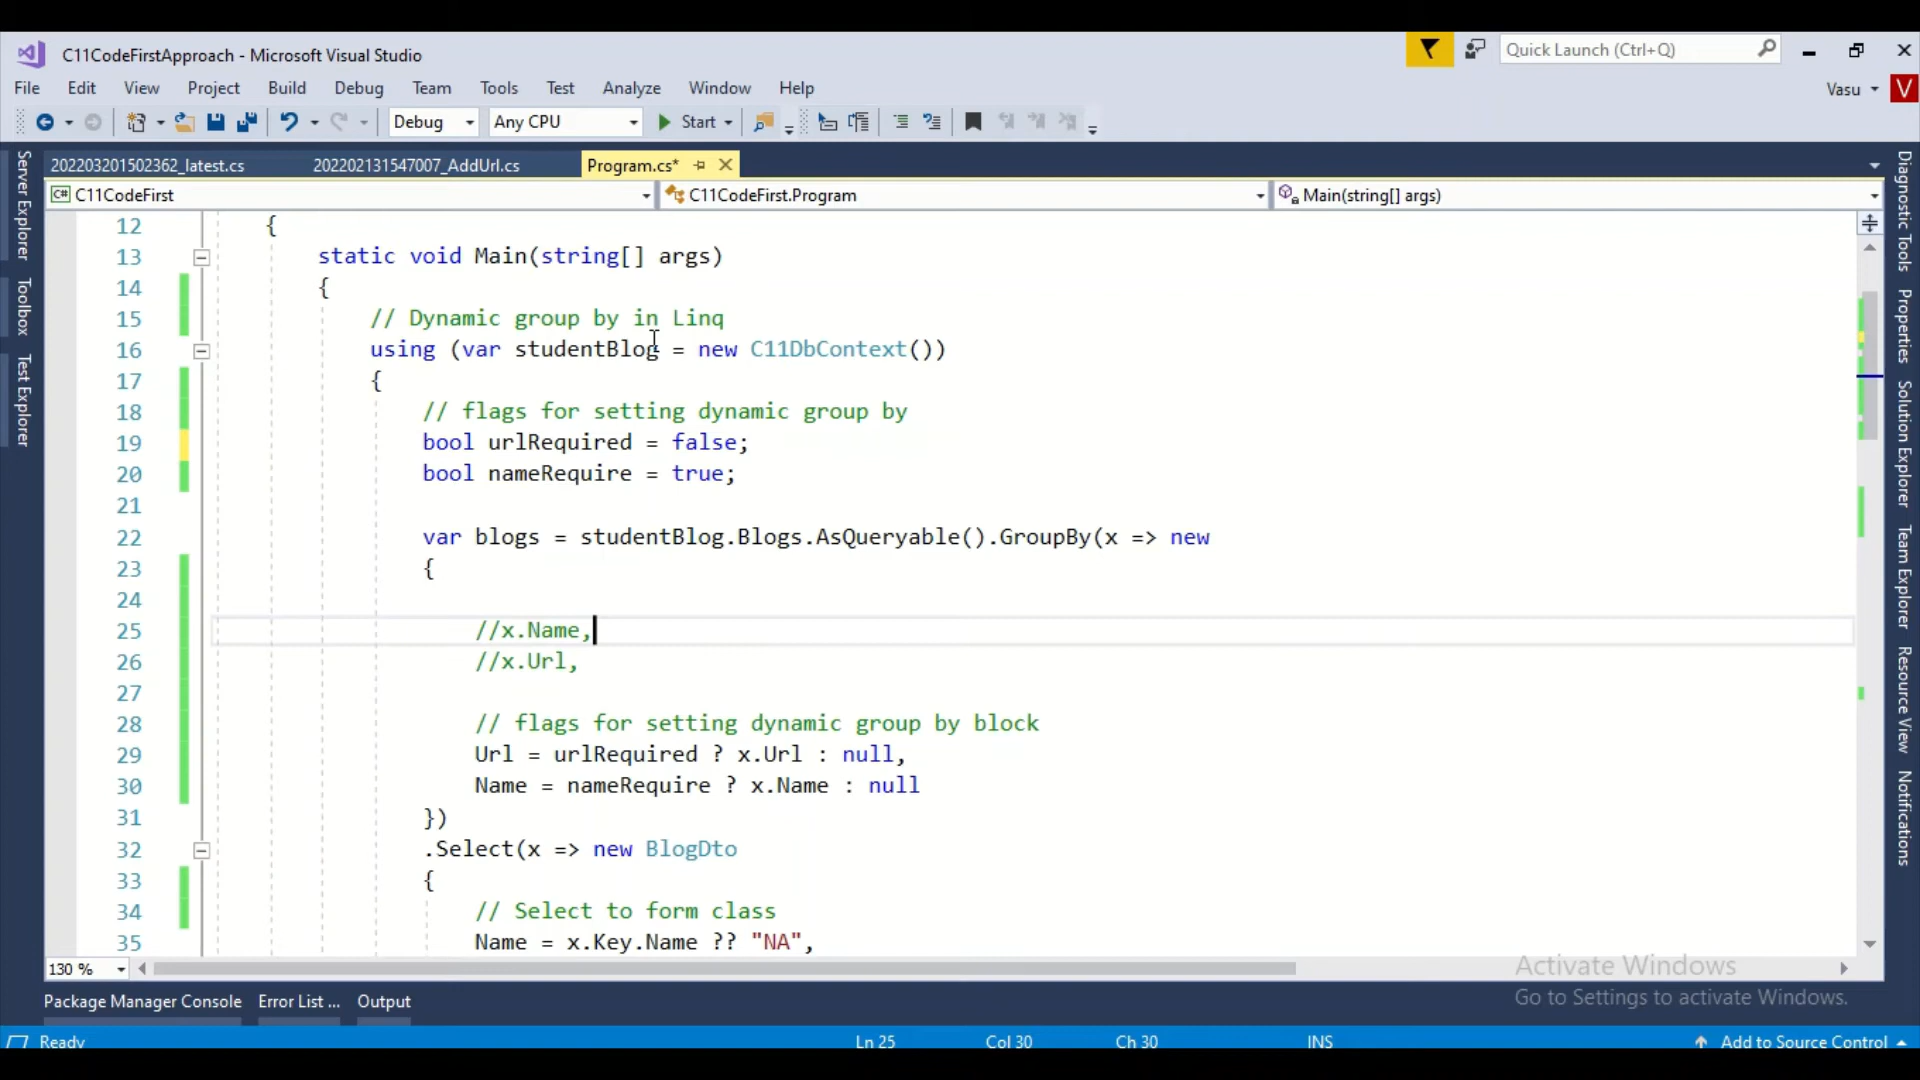 C11CodeFirstApproach - Microsoft Visual Studio
Quick Launch (Ctrl+Q)
File Edit View Project Build Debug Team Tools Test Analyze Window Help
Vasu V
Debug Any CPU Start
202203201502362_latest.cs 202202131547007_AddUrl.cs Program.cs*
C# C11CodeFirst C11CodeFirst.Program Main(string[] args)
Server Explorer
Toolbox
Test Explorer
12 {
13 static void Main(string[] args)
14 {
15 // Dynamic group by in Linq
16 using (var studentBlog = new C11DbContext())
17 {
18 // flags for setting dynamic group by
19 bool urlRequired = false;
20 bool nameRequire = true;
21
22 var blogs = studentBlog.Blogs.AsQueryable().GroupBy(x => new
23 {
24
25 //x.Name,
26 //x.Url,
27
28 // flags for setting dynamic group by block
29 Url = urlRequired ? x.Url : null,
30 Name = nameRequire ? x.Name : null
31 })
32 .Select(x => new BlogDto
33 {
34 // Select to form class
35 Name = x.Key.Name ?? "NA",
Diagnostic Tools
Properties
Solution Explorer
Team Explorer
Resource View
Notifications
130 %
Activate Windows
Go to Settings to activate Windows.
Package Manager Console Error List ... Output
Ready Ln 25 Col 30 Ch 30 INS Add to Source Control